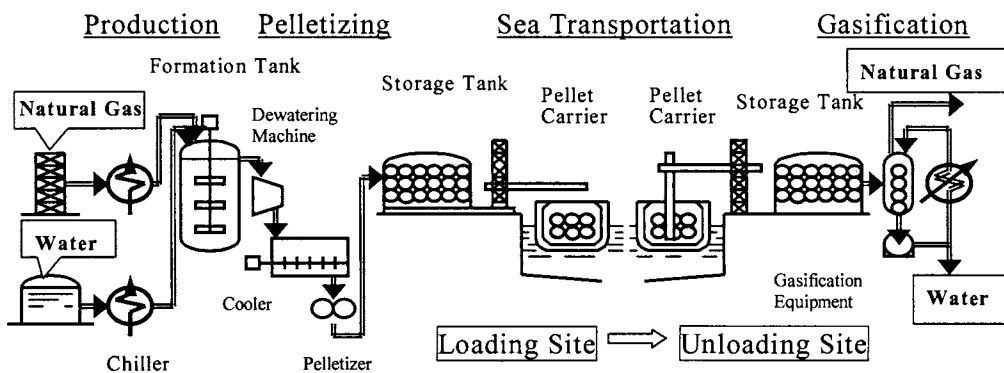 Production
Pelletizing
Sea Transportation
Gasification
Formation Tank
Natural Gas
Dewatering
Machine
Storage Tank
Pellet
Carrier
Pellet
Carrier
Storage Tank
Natural Gas
Water
Cooler
Chiller
Pelletizer
Gasification
Equipment
Water
Loading Site
Unloading Site